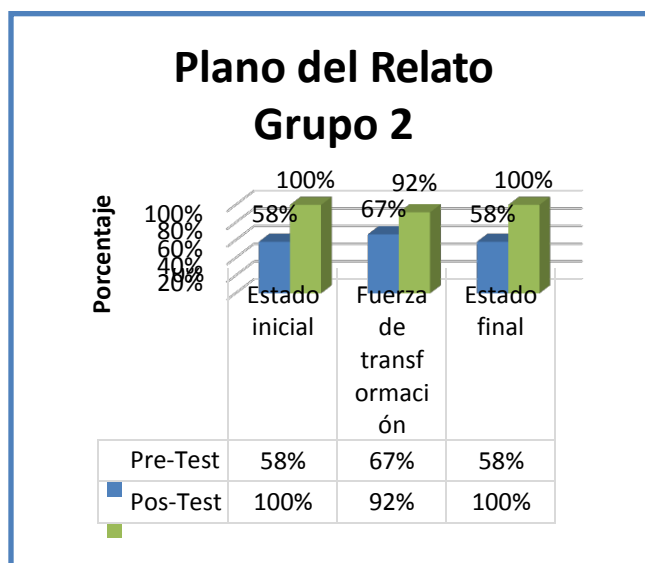 Plano del Relato
Grupo 2
Porcentaje
100%
80%
60%
40%
20%
58%
100%
67%
92%
58%
100%
Estado
inicial
Fuerza
de
transf
ormaci
ón
Estado
final
Pre-Test 58% 67% 58%
Pos-Test 100% 92% 100%